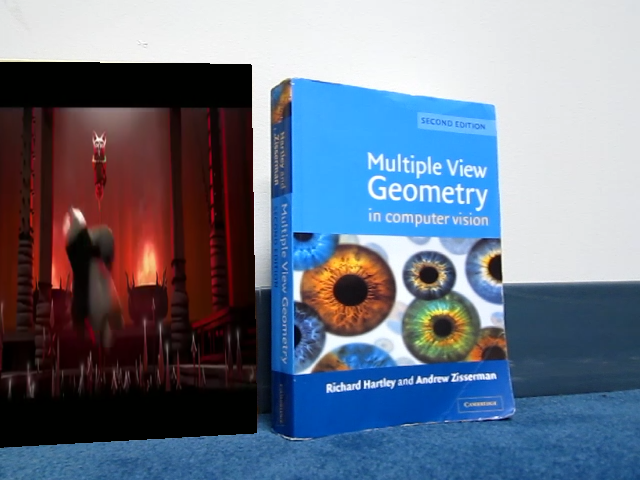 SECOND EDITION
Multiple View
Geometry
in computer vision
Richard Hartley and Andrew Zisserman
CAMBRIDGE
Hartley and
Zisserman
Multiple View Geometry